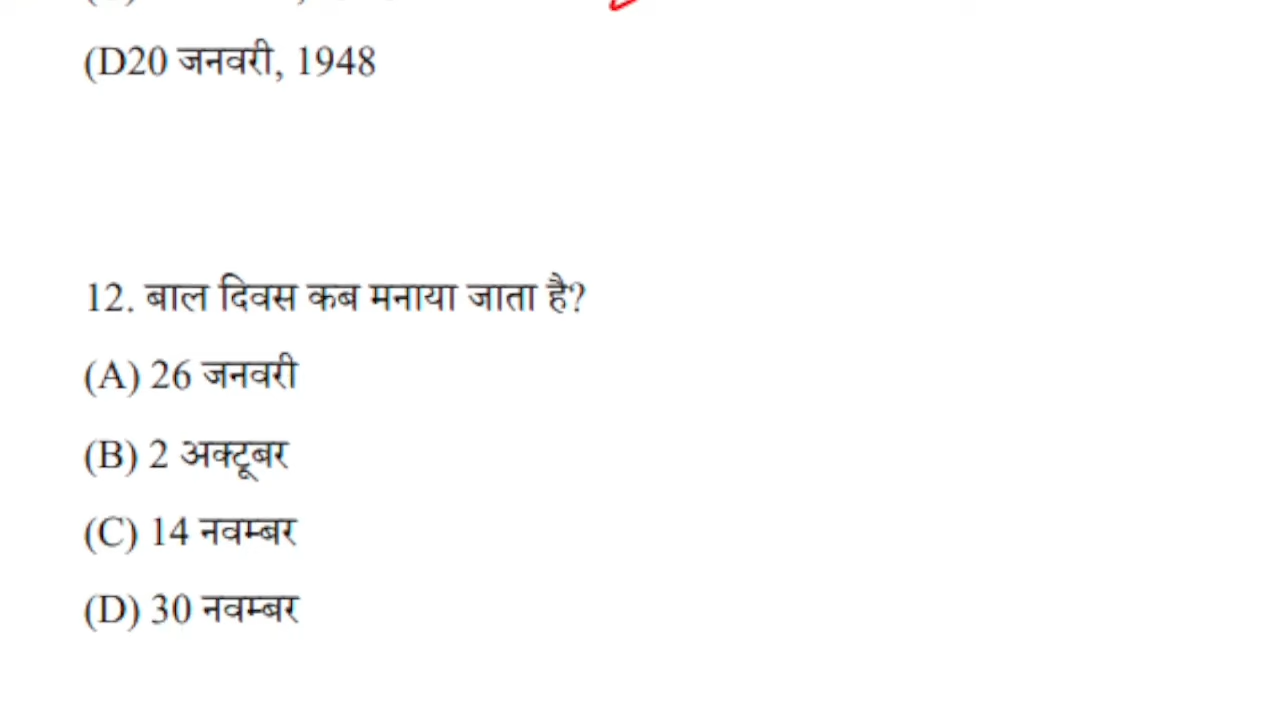 (D20 जनवरी, 1948
12. बाल दिवस कब मनाया जाता है?
(A) 26 जनवरी
(B) 2 अक्टूबर
(C) 14 नवम्बर
(D) 30 नवम्बर